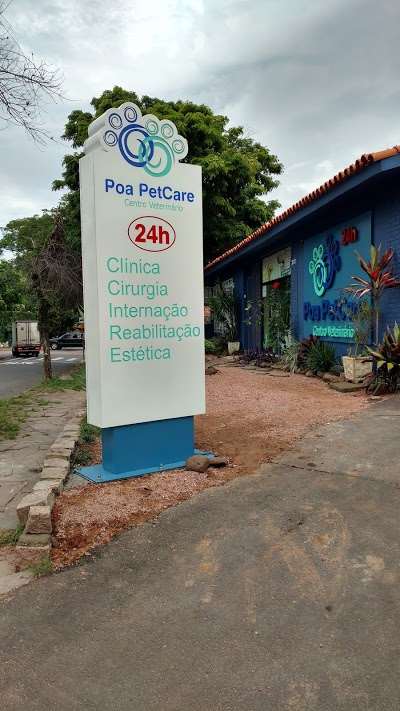 Poa PetCare
Centro Veterinário
24h
Clínica
Cirurgia
Internação
Reabilitação
Estética
24h
Poa PetCare
Centro Veterinário